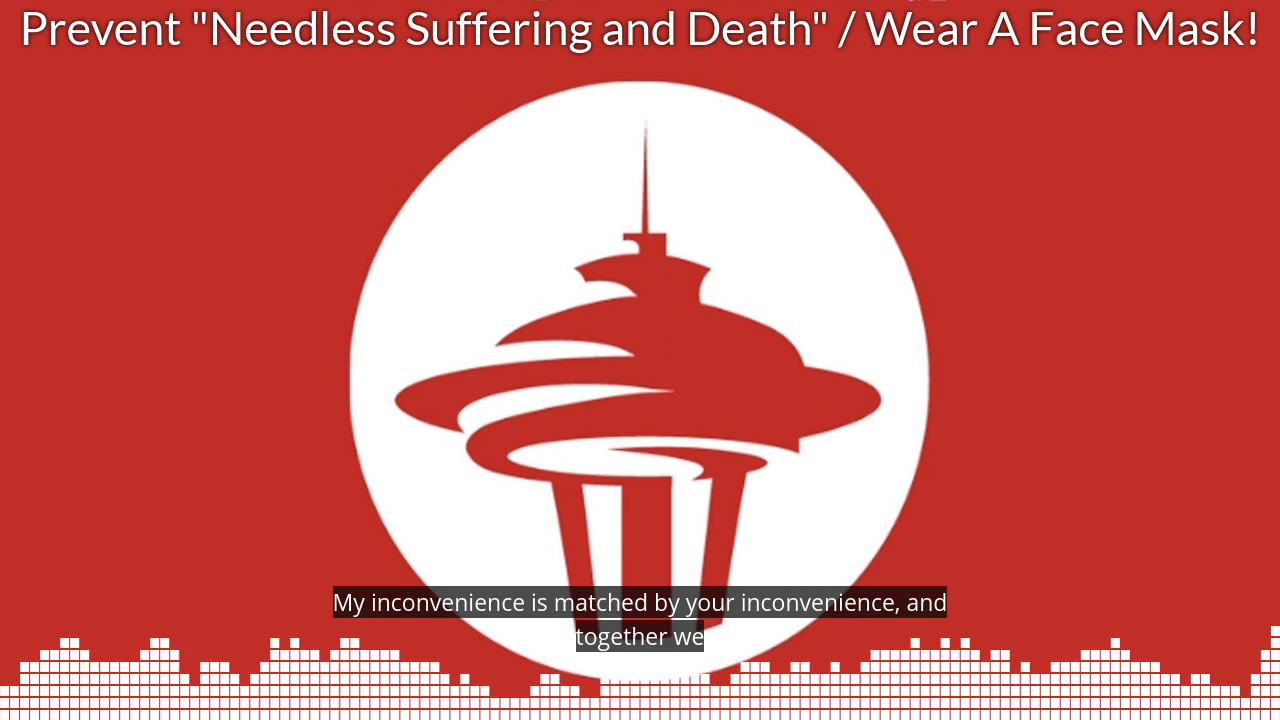 Prevent "Needless Suffering and Death" / Wear A Face Mask!
My inconvenience is matched by your inconvenience, and
together we